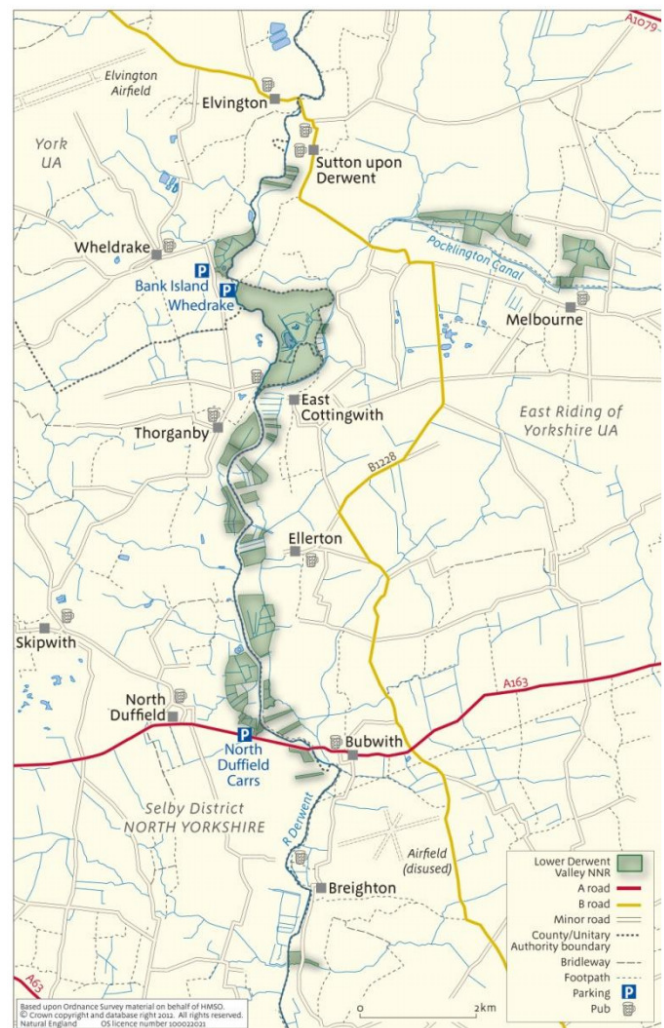 A1079
Elvington
Airfield
Elvington
York
UA
Sutton upon
Derwent
Wheldrake
Pocklington Canal
P
Bank Island
P
Whedrake
Melbourne
East
Cottingwith
East Riding of
Yorkshire UA
Thorganby
B1228
Ellerton
Skipwith
A163
North
Duffield
P
North
Duffield
Carrs
Bubwith
Selby District
NORTH YORKSHIRE
R Derwent
Airfield
(disused)
Breighton
A63
Lower Derwent
Valley NNR
A road
B road
Minor road
County/Unitary
Authority boundary
Bridleway
Footpath
Parking P
Pub
0 2km
Based upon Ordnance Survey material on behalf of HMSO.
© Crown copyright and database right 2012. All rights reserved.
Natural England OS licence number 100022021